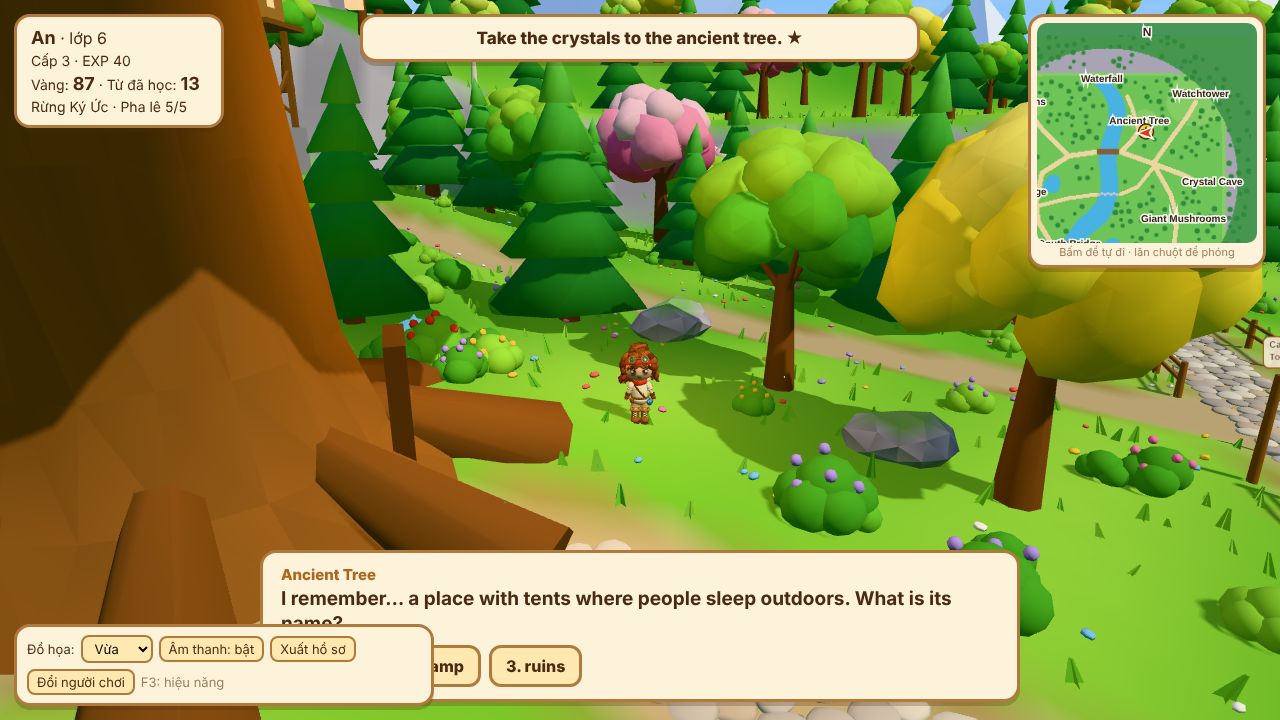 An · lớp 6
Cấp 3 · EXP 40
Vàng: 87 · Từ đã học: 13
Rừng Ký Ức · Pha lê 5/5
Take the crystals to the ancient tree. ★
N
Waterfall
Watchtower
Ancient Tree
Crystal Cave
Giant Mushrooms
South Bridge
Bấm để tự đi · lăn chuột để phóng
Ancient Tree
I remember... a place with tents where people sleep outdoors. What is its
name?
amp
3. ruins
Đồ họa:
Vừa
Âm thanh: bật
Xuất hồ sơ
Đổi người chơi
F3: hiệu năng